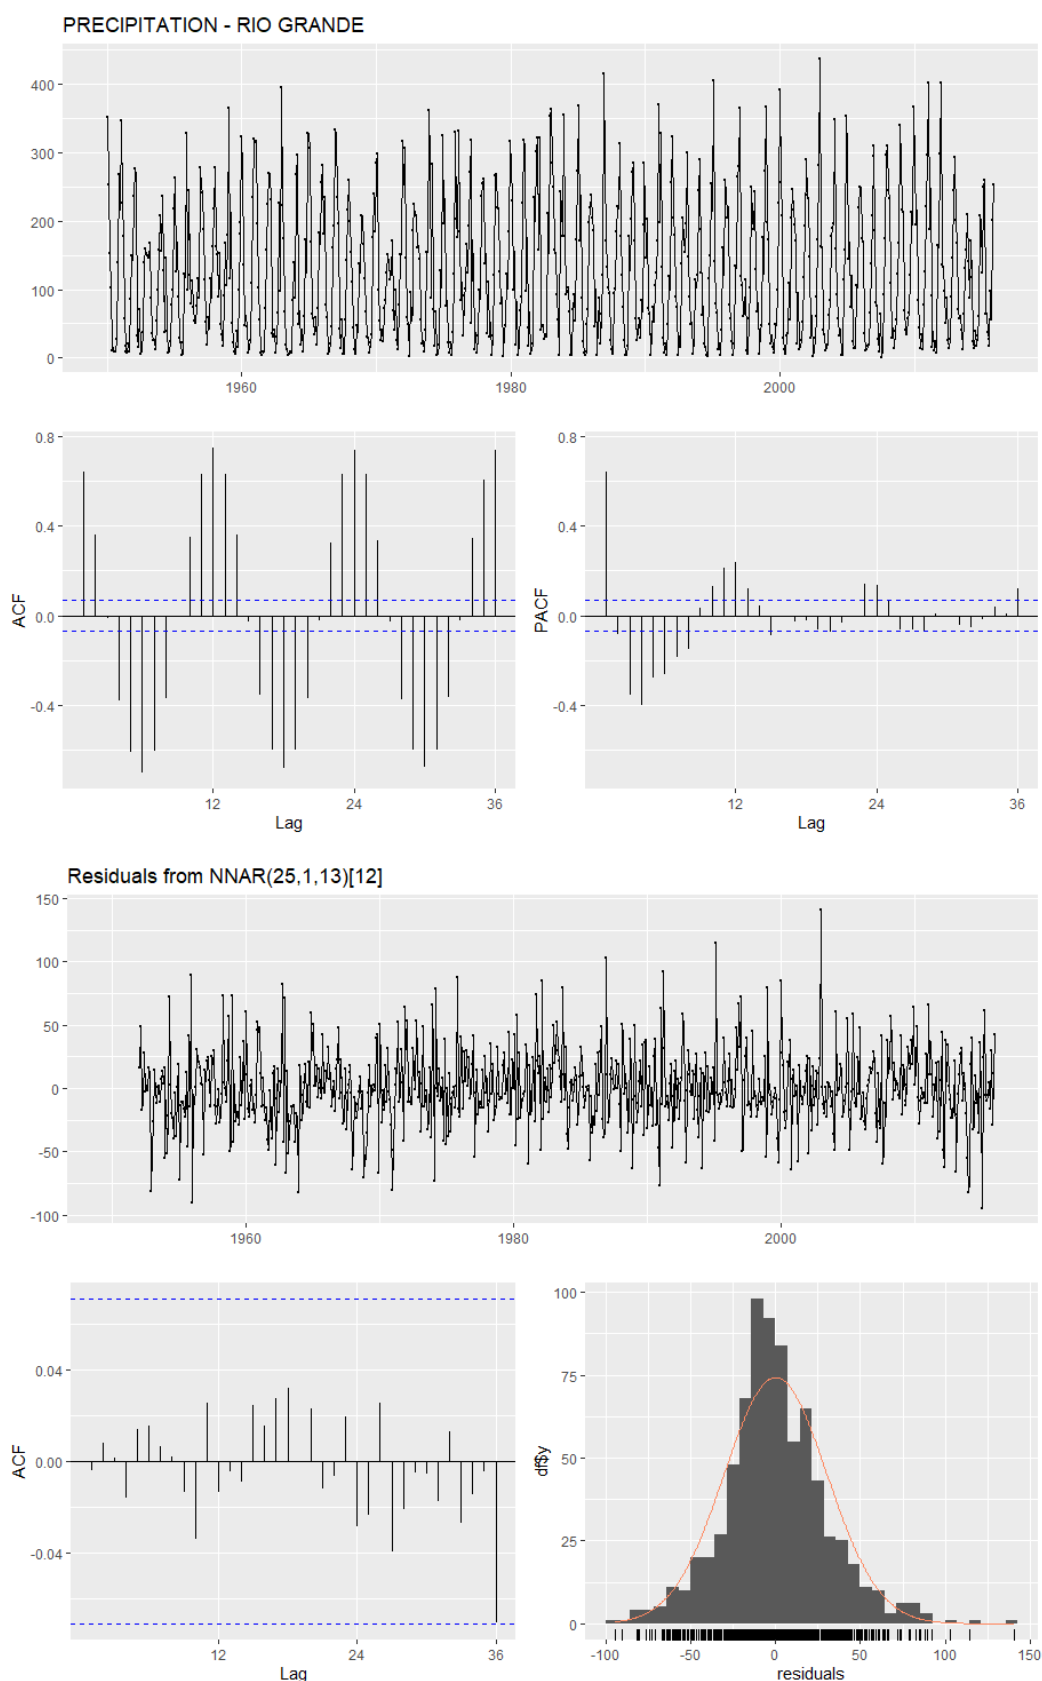 PRECIPITATION - RIO GRANDE
400
300
200
100
0
1960 1980 2000
0.8
0.4
0.0
-0.4
ACF
12 24 36
Lag
0.8
0.4
0.0
-0.4
PACF
12 24 36
Lag
Residuals from NNAR(25,1,13)[12]
150
100
50
0
-50
-100
1960 1980 2000
0.04
0.00
-0.04
ACF
12 24 36
Lag
100
75
50
25
0
df$y
-100 -50 0 50 100 150
residuals